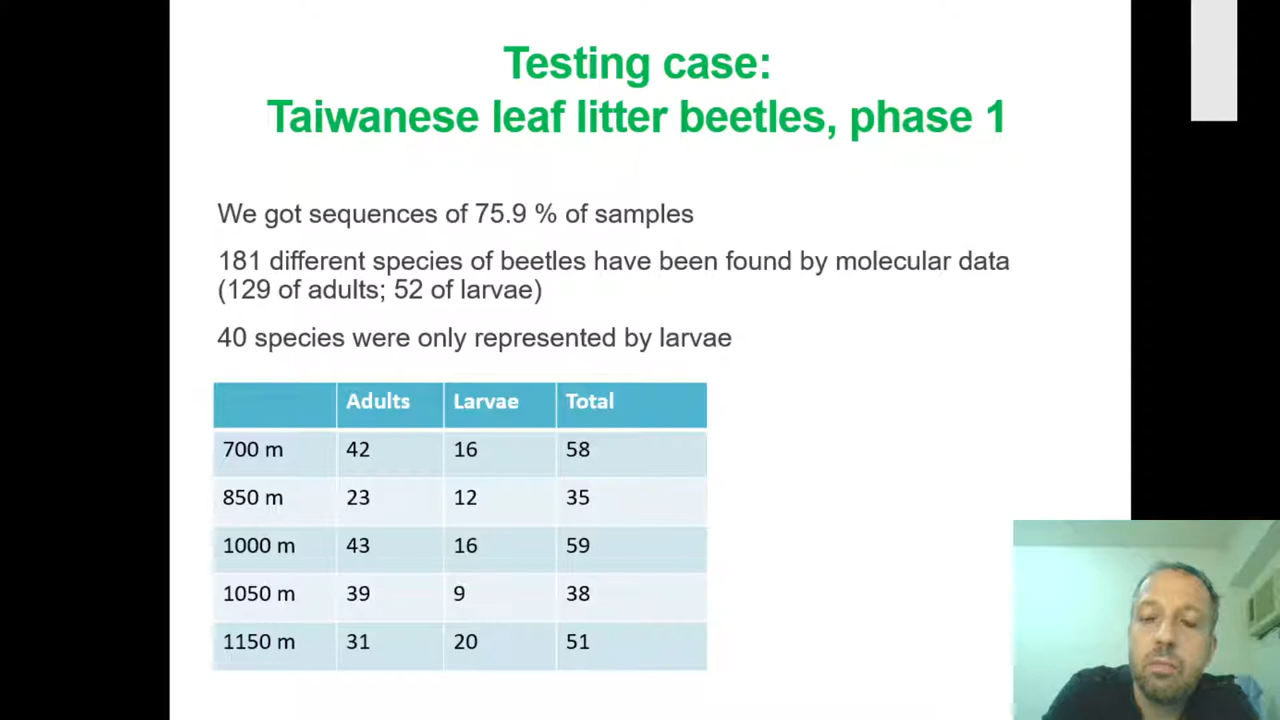 Testing case:
Taiwanese leaf litter beetles, phase 1
We got sequences of 75.9 % of samples
181 different species of beetles have been found by molecular data
(129 of adults; 52 of larvae)
40 species were only represented by larvae
Adults Larvae Total
700 m 42 16 58
850 m 23 12 35
1000 m 43 16 59
1050 m 39 9 38
1150 m 31 20 51